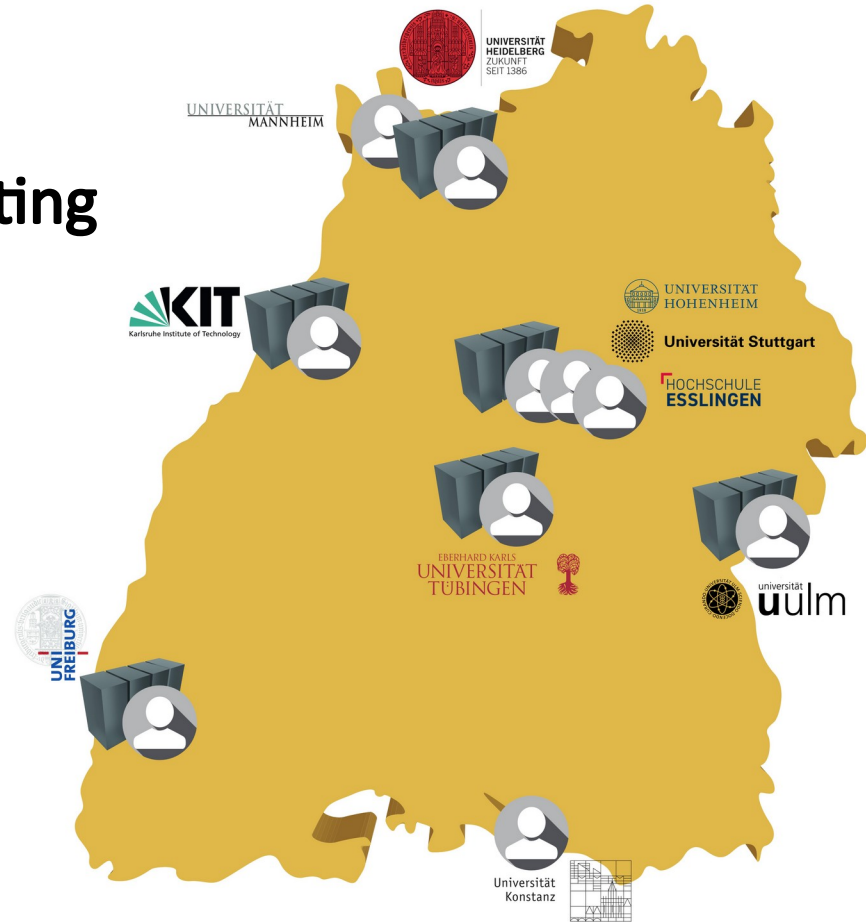 UNIVERSITÄT
HEIDELBERG
ZUKUNFT
SEIT 1386
UNIVERSITÄT
MANNHEIM
ting
KIT
Karlsruhe Institute of Technology
UNIVERSITÄT
HOHENHEIM
Universität Stuttgart
HOCHSCHULE
ESSLINGEN
EBERHARD KARLS
UNIVERSITÄT
TÜBINGEN
universität
uulm
UNI
FREIBURG
Universität
Konstanz